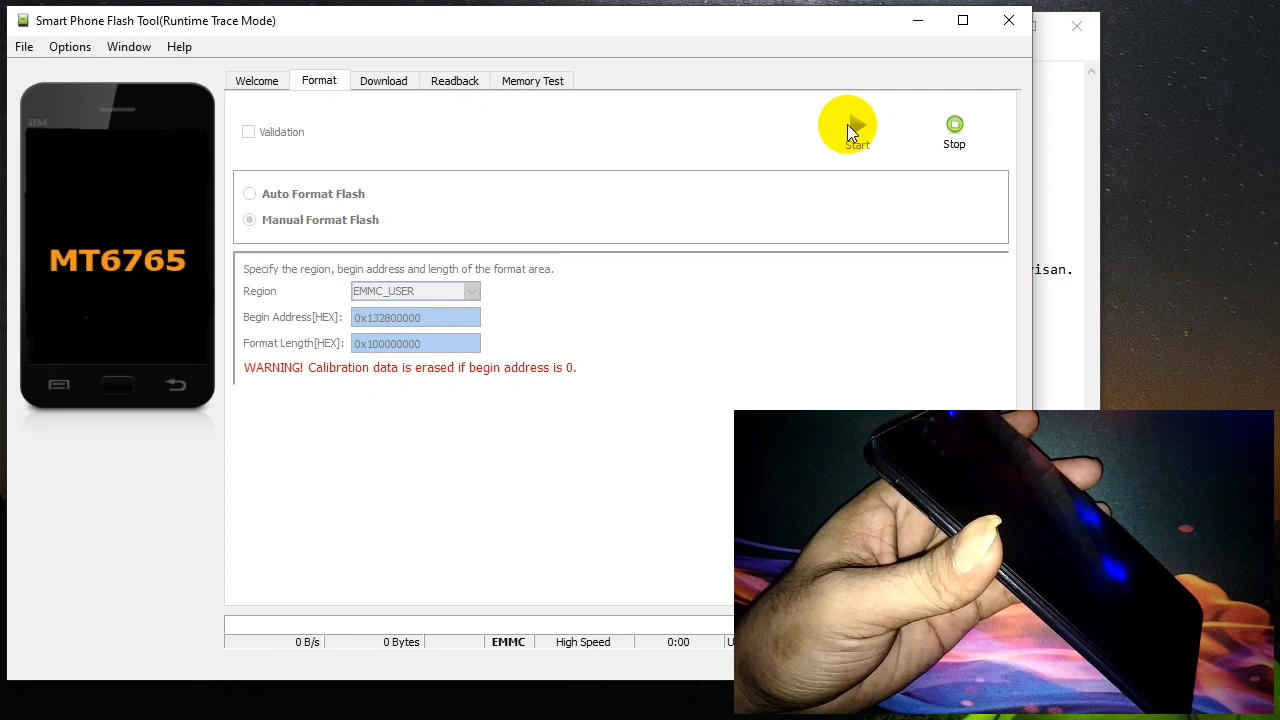 Smart Phone Flash Tool(Runtime Trace Mode)
File Options Window Help
Welcome Format Download Readback Memory Test
BM
Validation
Start
Stop
Auto Format Flash
Manual Format Flash
MT6765
visan.
Specify the region, begin address and length of the format area.
Region EMMC_USER
Begin Address[HEX]: 0x132800000
Format Length[HEX]: 0x100000000
WARNING! Calibration data is erased if begin address is 0.
0 B/s 0 Bytes EMMC High Speed 0:00 U